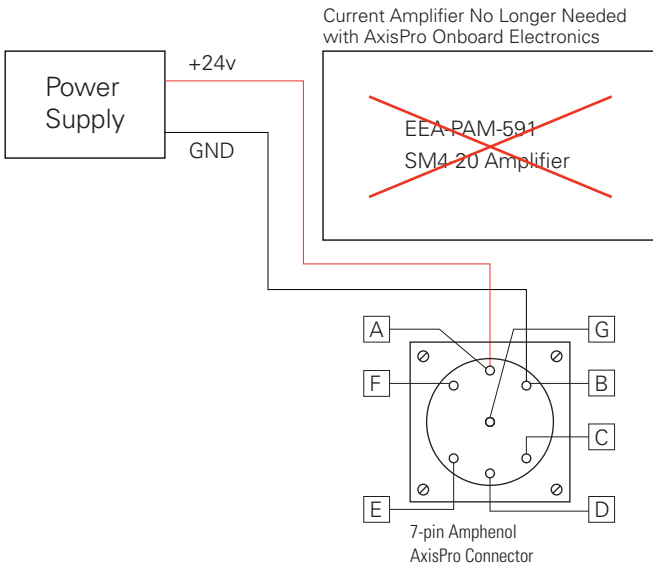 Current Amplifier No Longer Needed
with AxisPro Onboard Electronics
Power
Supply
+24v
GND
EEA-PAM-591
SM4-20 Amplifier
A
G
F
B
C
E
D
7-pin Amphenol
AxisPro Connector